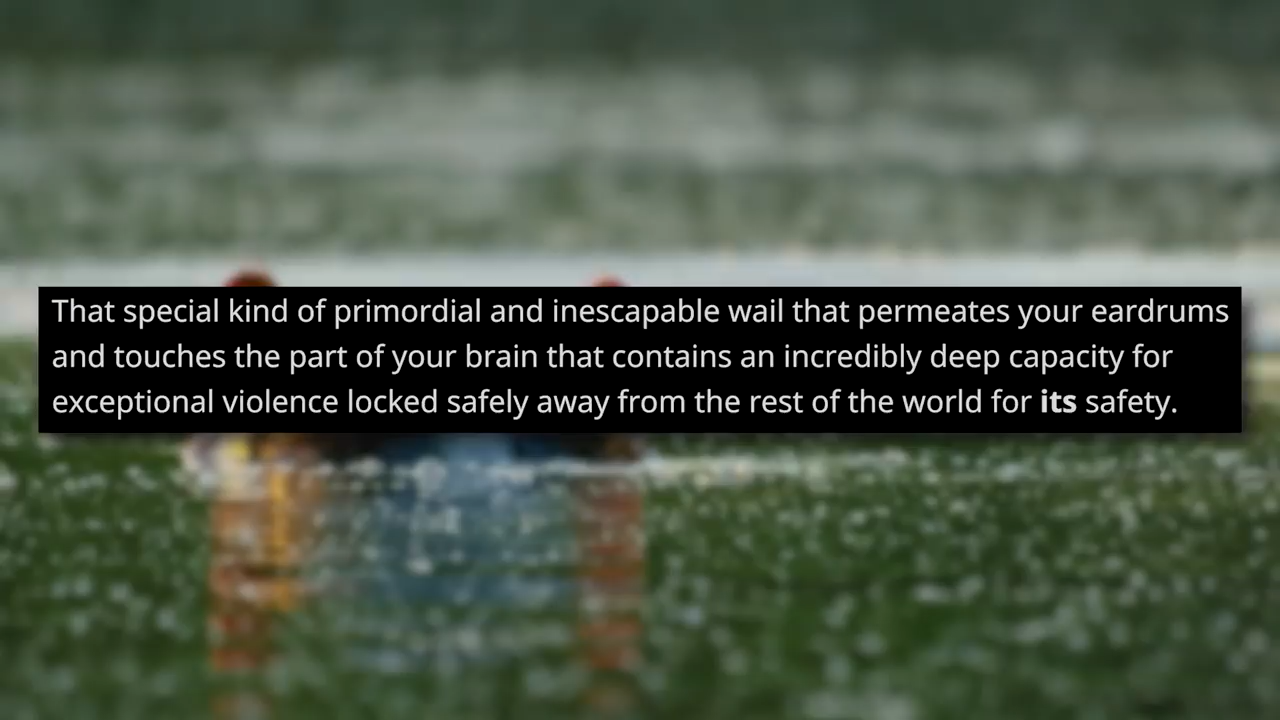 That special kind of primordial and inescapable wail that permeates your eardrums
and touches the part of your brain that contains an incredibly deep capacity for
exceptional violence locked safely away from the rest of the world for its safety.